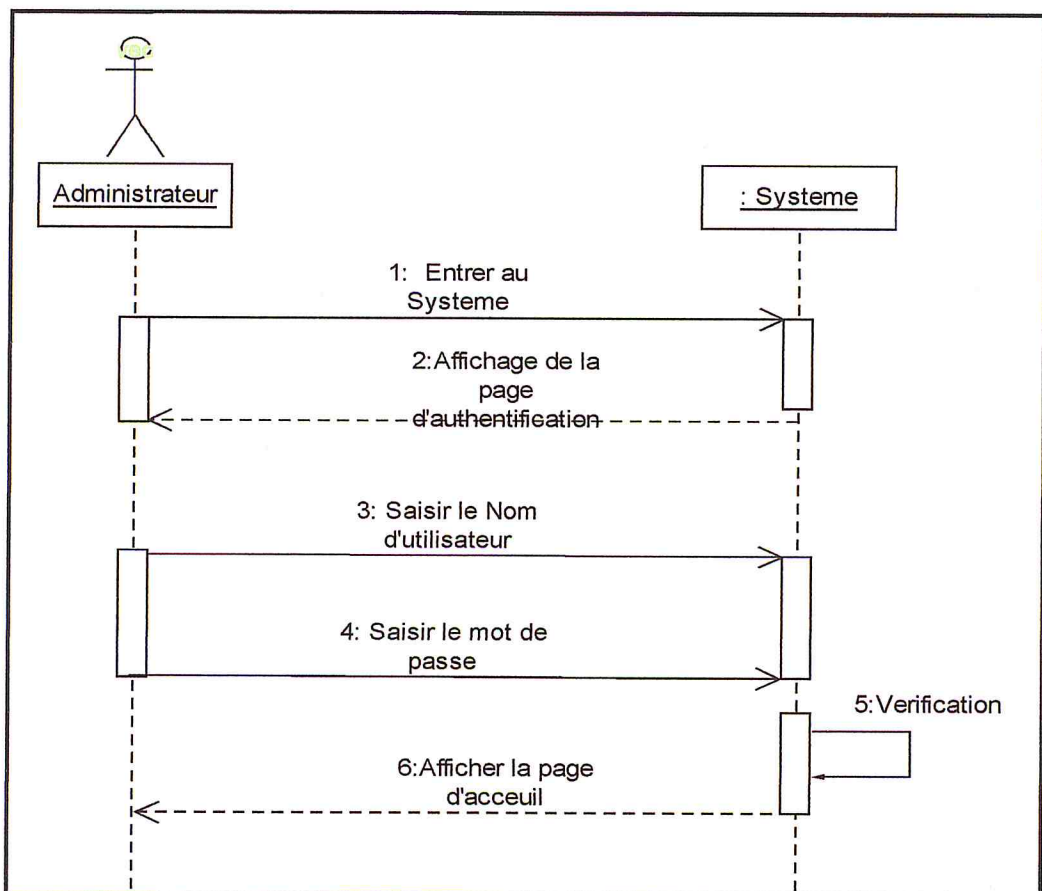 Administrateur
: Systeme
1: Entrer au
Systeme
2:Affichage de la
page
d'authentification
3: Saisir le Nom
d'utilisateur
4: Saisir le mot de
passe
5:Verification
6:Afficher la page
d'acceuil